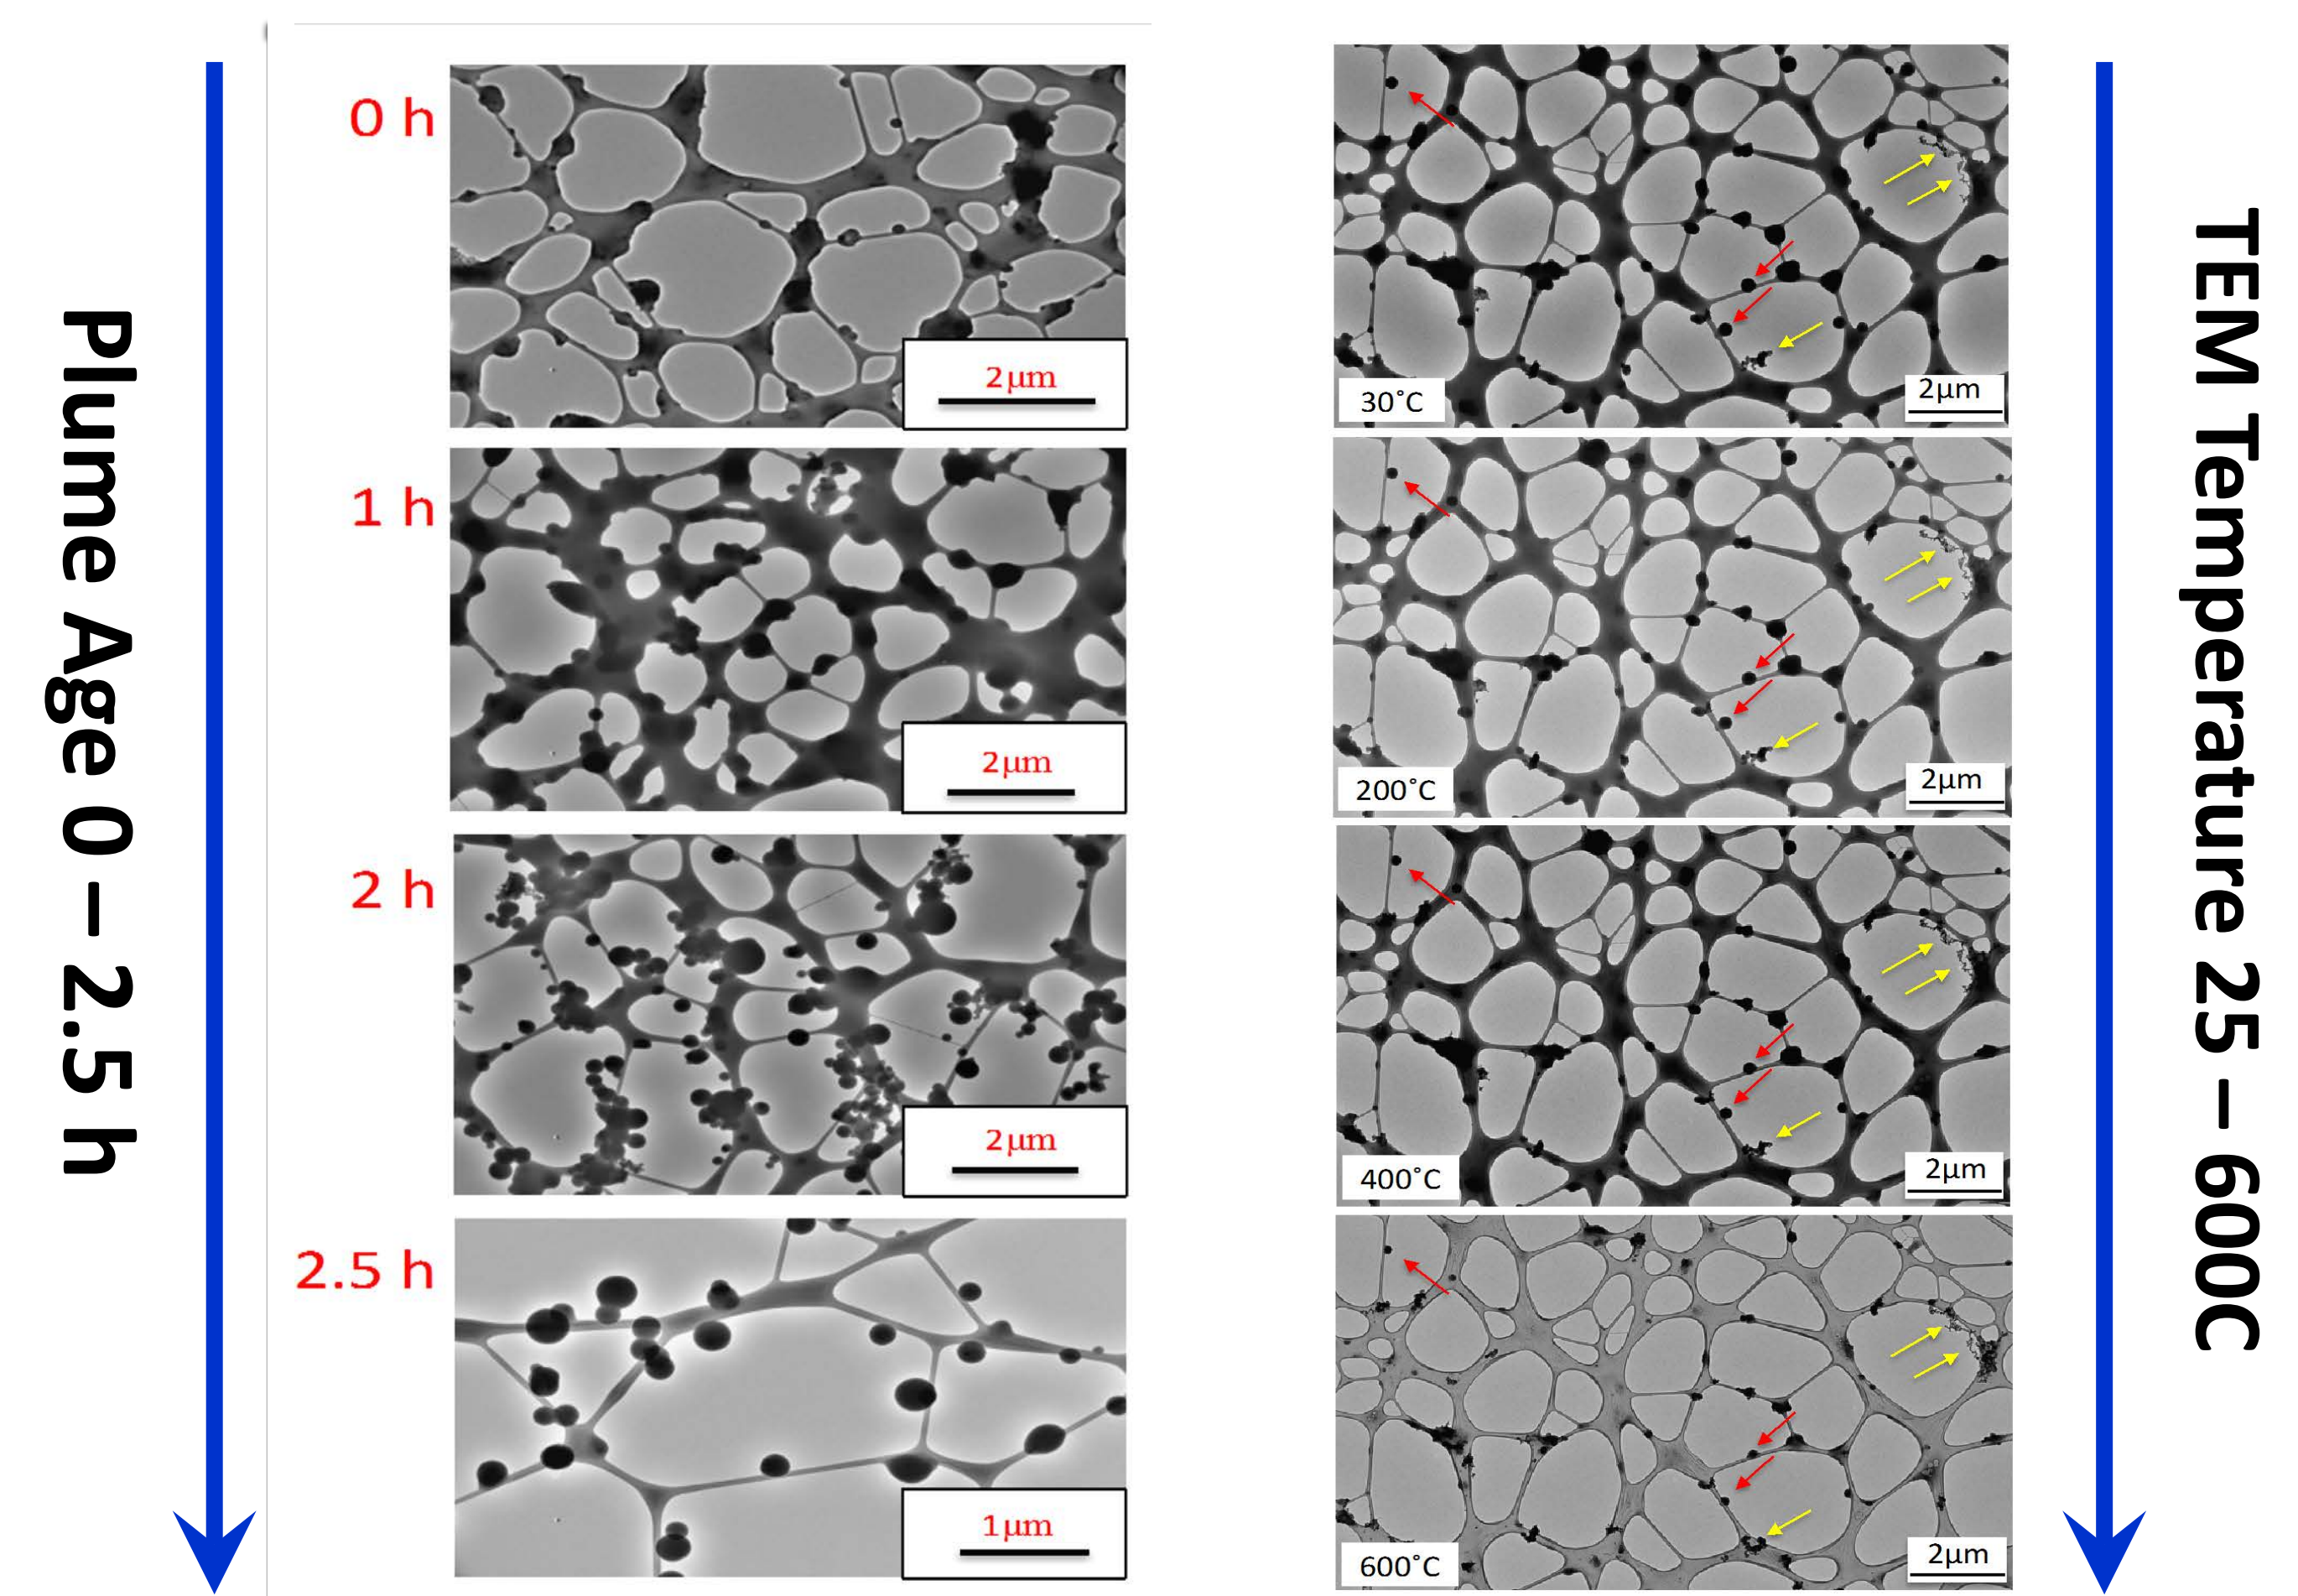 Plume Age 0 – 2.5 h
0 h
2μm
1 h
2μm
2 h
2μm
2.5 h
1μm
30˚C
2μm
200˚C
2μm
400˚C
2μm
600˚C
2μm
TEM Temperature 25 – 600C